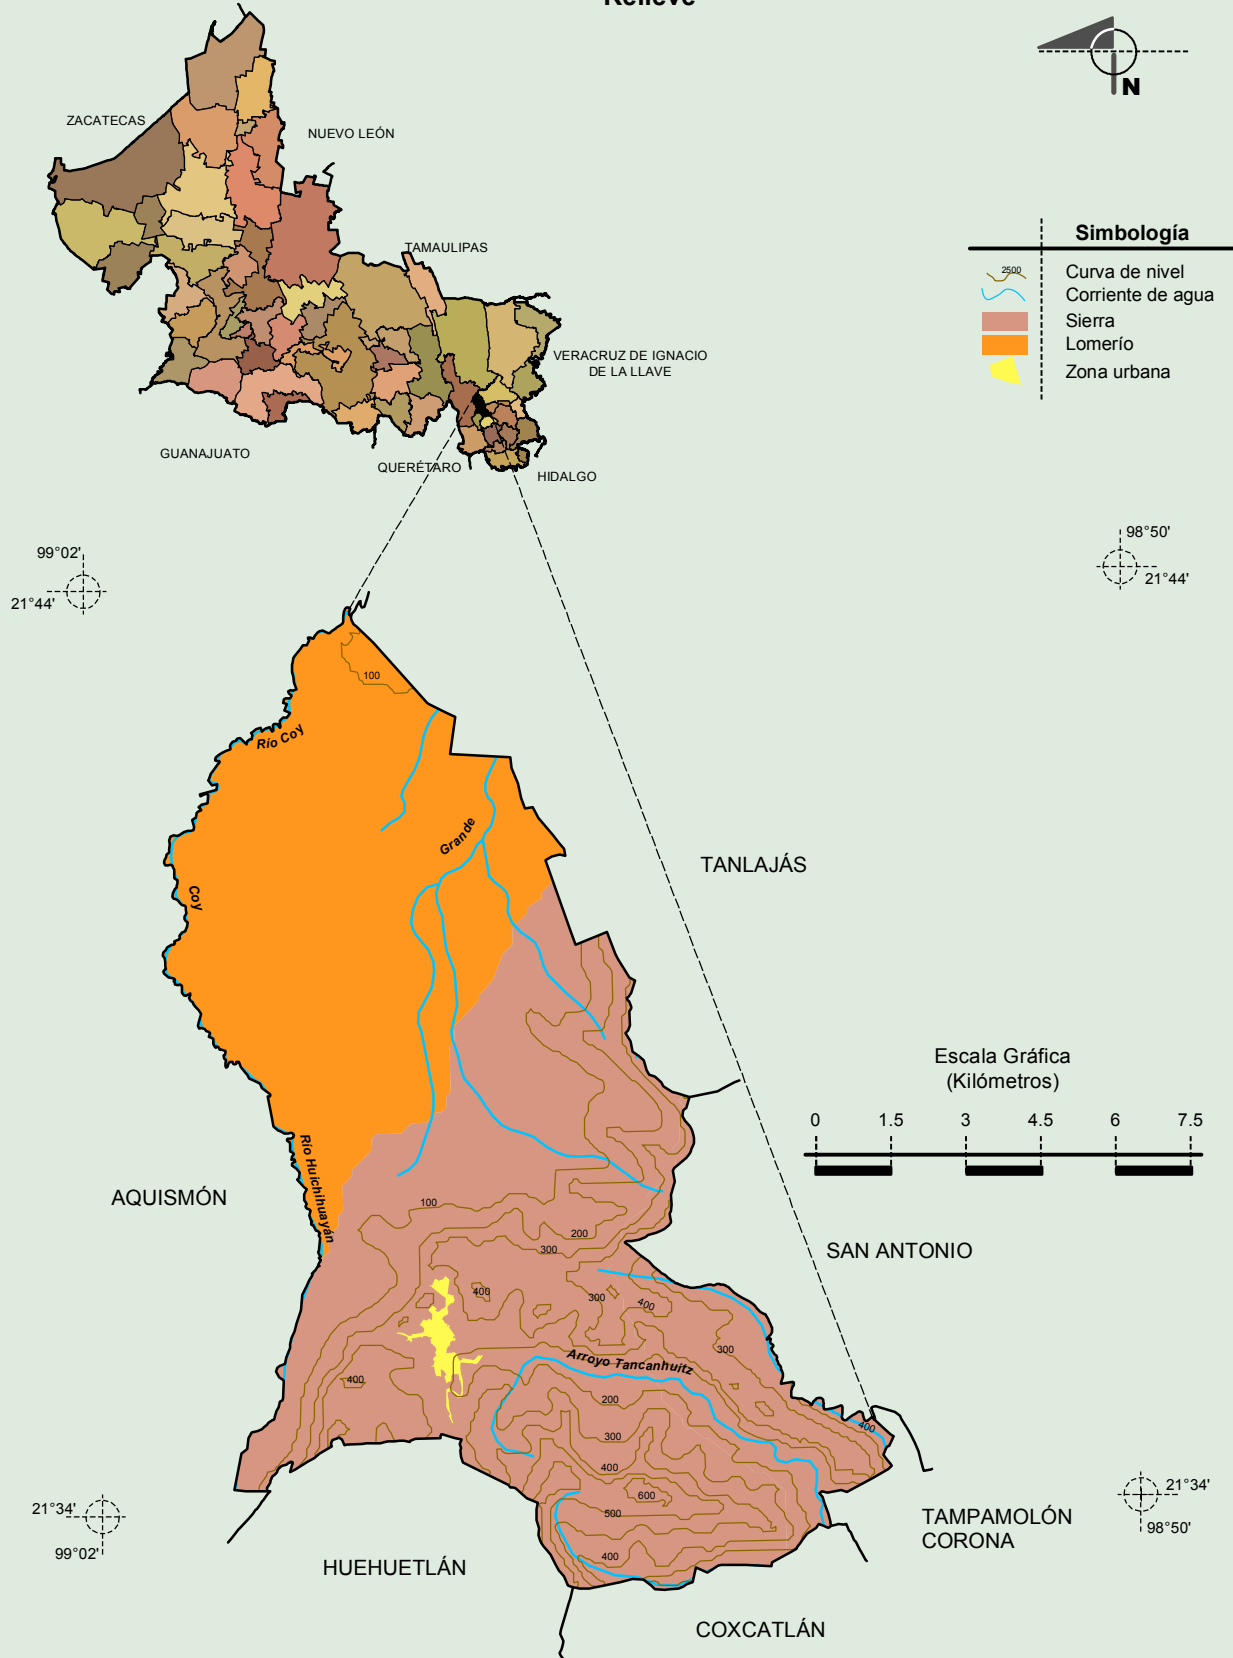 Relieve
N
ZACATECAS
NUEVO LEÓN
TAMAULIPAS
VERACRUZ DE IGNACIO
DE LA LLAVE
GUANAJUATO
QUERÉTARO
HIDALGO
Simbología
2500
Curva de nivel
Corriente de agua
Sierra
Lomerío
Zona urbana
99°02'
21°44'
98°50'
21°44'
100
Río Coy
Grande
Coy
TANLAJÁS
Escala Gráfica
(Kilómetros)
0 1.5 3 4.5 6 7.5
Río Huichihuayán
AQUISMÓN
100
200
300
SAN ANTONIO
400
300
400
300
Arroyo Tancanhuitz
400
200
400
300
400
600
500
400
21°34'
99°02'
21°34'
98°50'
TAMPAMOLÓN
CORONA
HUEHUETLÁN
COXCATLÁN